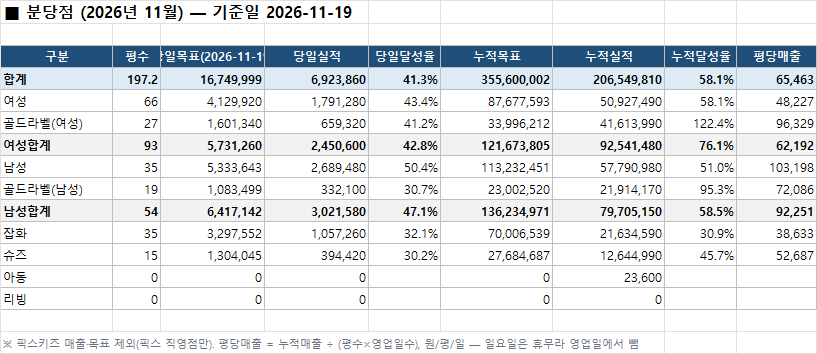 ■ 분당점 (2026년 11월) — 기준일 2026-11-19
구분 평수 당일목표(2026-11-19 당일실적 당일달성율 누적목표 누적실적 누적달성율 평당매출
합계 197.2 16,749,999 6,923,860 41.3% 355,600,002 206,549,810 58.1% 65,463
여성 66 4,129,920 1,791,280 43.4% 87,677,593 50,927,490 58.1% 48,227
골드라벨(여성) 27 1,601,340 659,320 41.2% 33,996,212 41,613,990 122.4% 96,329
여성합계 93 5,731,260 2,450,600 42.8% 121,673,805 92,541,480 76.1% 62,192
남성 35 5,333,643 2,689,480 50.4% 113,232,451 57,790,980 51.0% 103,198
골드라벨(남성) 19 1,083,499 332,100 30.7% 23,002,520 21,914,170 95.3% 72,086
남성합계 54 6,417,142 3,021,580 47.1% 136,234,971 79,705,150 58.5% 92,251
잡화 35 3,297,552 1,057,260 32.1% 70,006,539 21,634,590 30.9% 38,633
슈즈 15 1,304,045 394,420 30.2% 27,684,687 12,644,990 45.7% 52,687
아동 0 0 0 0 23,600
리빙 0 0 0 0 0
※ 픽스키즈 매출·목표 제외(픽스 직영점만). 평당매출 = 누적매출 ÷ (평수×영업일수), 원/평/일 — 일요일은 휴무라 영업일에서 뺌